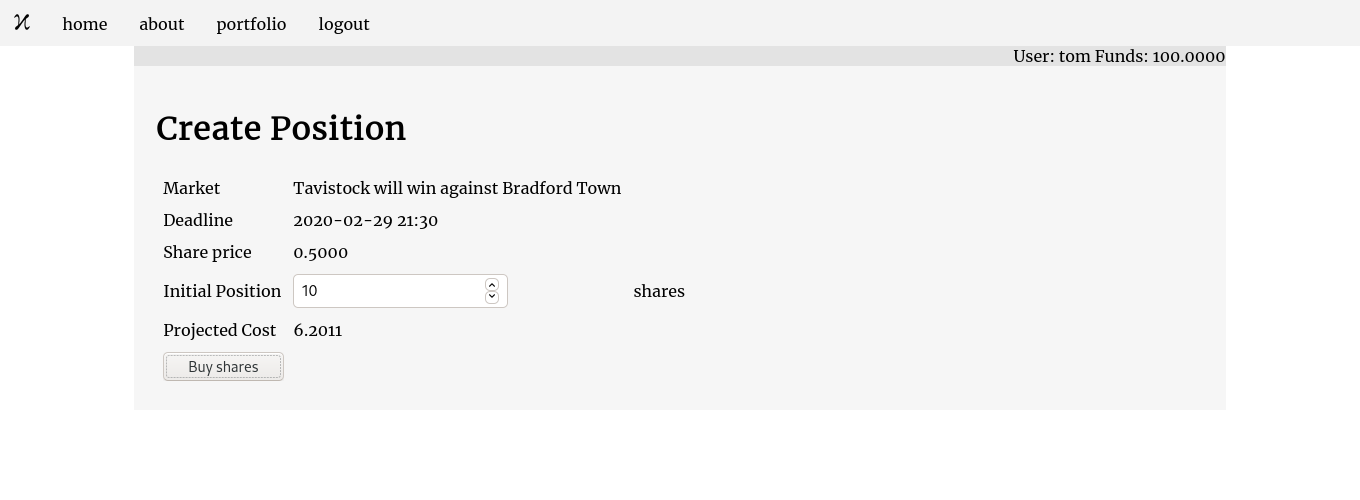 home about portfolio logout
User: tom Funds: 100.0000
Create Position
Market Tavistock will win against Bradford Town
Deadline 2020-02-29 21:30
Share price 0.5000
Initial Position 10 shares
Projected Cost 6.2011
Buy shares